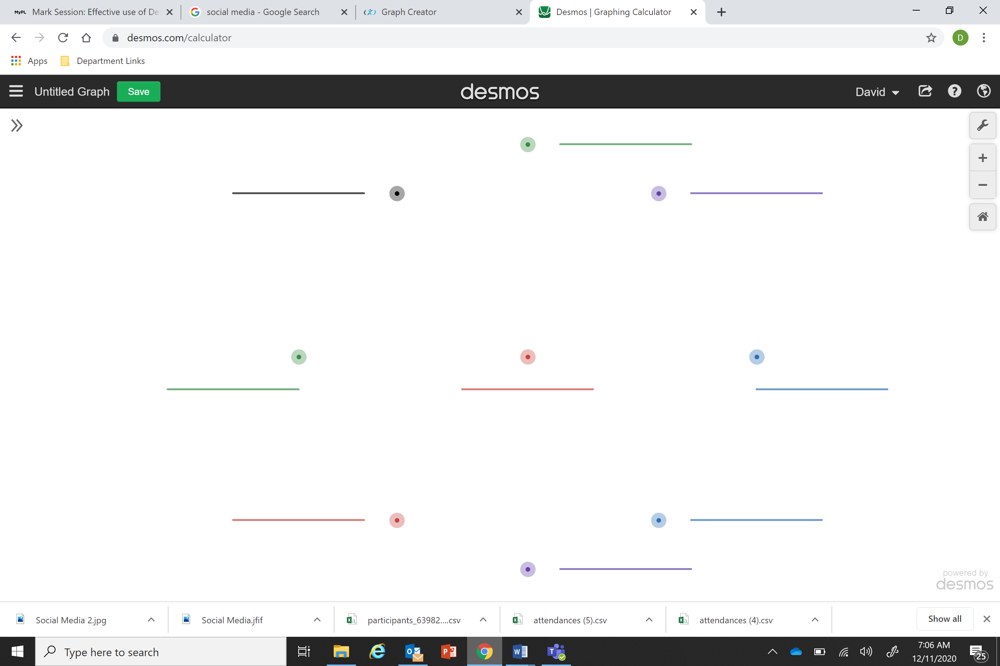 MyPL Mark Session: Effective use of De
social media - Google Search
Graph Creator
Desmos | Graphing Calculator
desmos.com/calculator
D
Apps
Department Links
Untitled Graph
Save
desmos
David
powered by
desmos
Social Media 2.jpg
Social Media.jfif
participants_63982....csv
attendances (5).csv
attendances (4).csv
Show all
Type here to search
7:06 AM
12/11/2020
25